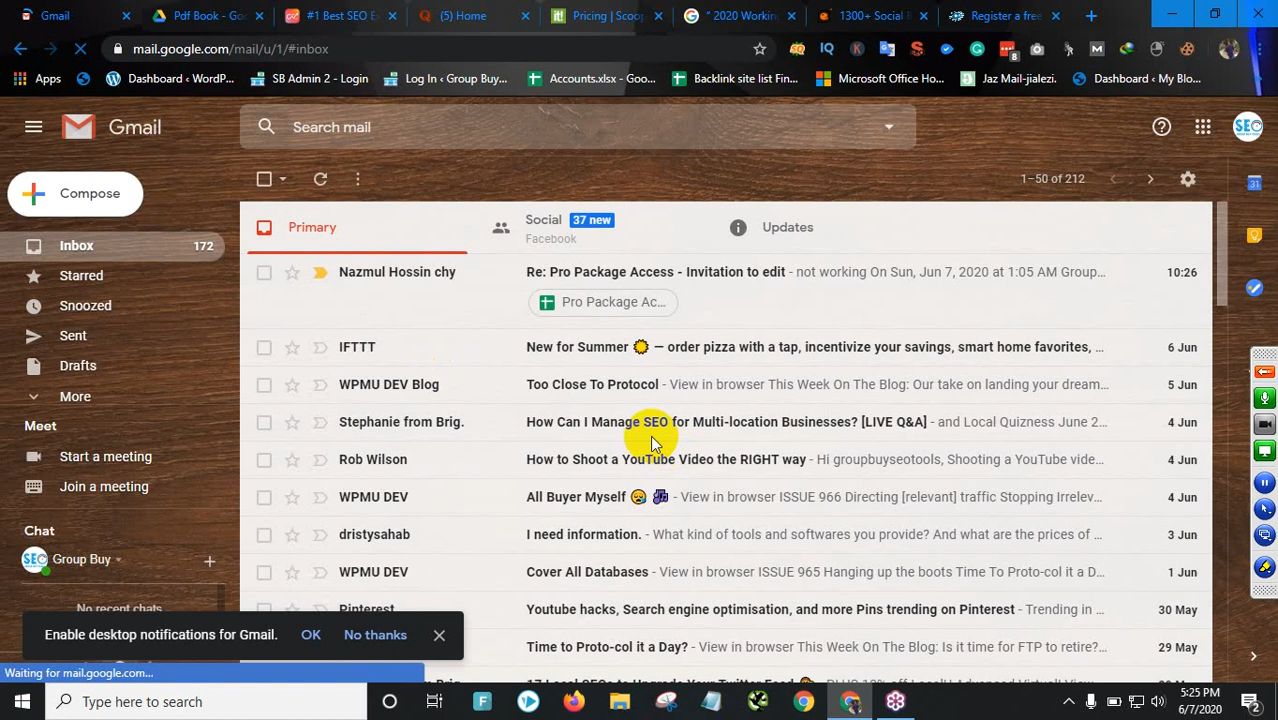 Gmail
Pdf Book - Go
#1 Best SEO E
(5) Home
Pricing | Scoop
" 2020 Workin
1300+ Social B
Register a free
mail.google.com/mail/u/1/#inbox
8
Apps
Dashboard ‹ WordP...
SB Admin 2 - Login
Log In ‹ Group Buy...
Accounts.xlsx - Goo...
Backlink site list Fin...
Microsoft Office Ho...
Jaz Mail-jialezi.
Dashboard ‹ My Blo...
Gmail
Search mail
SEO
Compose
1–50 of 212
31
Primary
Social
37 new
Facebook
Updates
Inbox
172
Starred
Snoozed
Sent
Drafts
More
Meet
Start a meeting
Join a meeting
Chat
SEO
Group Buy
No recent chats
Nazmul Hossin chy
Re: Pro Package Access - Invitation to edit - not working On Sun, Jun 7, 2020 at 1:05 AM Group...
10:26
Pro Package Ac...
IFTTT
New for Summer — order pizza with a tap, incentivize your savings, smart home favorites, ...
6 Jun
WPMU DEV Blog
Too Close To Protocol - View in browser This Week On The Blog: Our take on landing your dream...
5 Jun
Stephanie from Brig.
How Can I Manage SEO for Multi-location Businesses? [LIVE Q&A] - and Local Quizness June 2...
4 Jun
Rob Wilson
How to Shoot a YouTube Video the RIGHT way - Hi groupbuyseotools, Shooting a YouTube vide...
4 Jun
WPMU DEV
All Buyer Myself - View in browser ISSUE 966 Directing [relevant] traffic Stopping Irrelev...
4 Jun
dristysahab
I need information. - What kind of tools and softwares you provide? And what are the prices of ...
3 Jun
WPMU DEV
Cover All Databases - View in browser ISSUE 965 Hanging up the boots Time To Proto-col it a D...
1 Jun
Pinterest
Youtube hacks, Search engine optimisation, and more Pins trending on Pinterest - Trending in ...
30 May
Time to Proto-col it a Day? - View in browser This Week On The Blog: Is it time for FTP to retire?...
29 May
Enable desktop notifications for Gmail.
OK
No thanks
Waiting for mail.google.com...
Type here to search
5:25 PM
6/7/2020
2